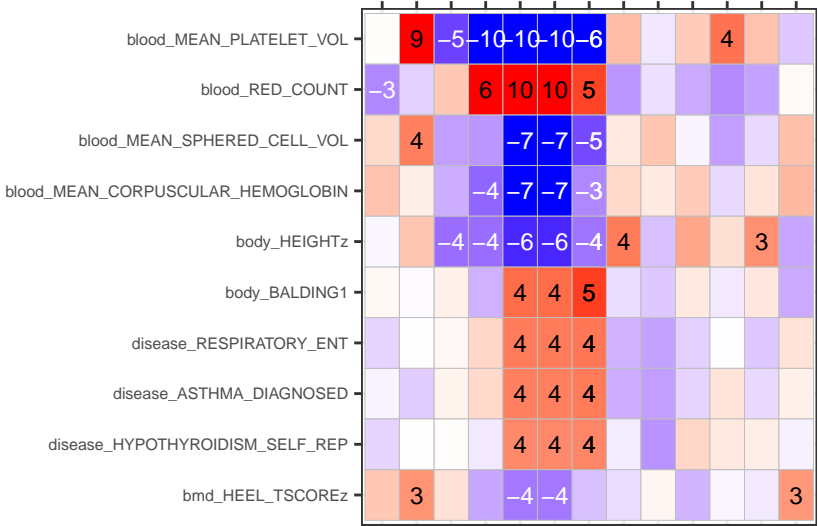 blood_MEAN_PLATELET_VOL 9 −5 −10 −10 −10 −6 4
blood_RED_COUNT −3 6 10 10 5
blood_MEAN_SPHERED_CELL_VOL 4 −7 −7 −5
blood_MEAN_CORPUSCULAR_HEMOGLOBIN −4 −7 −7 −3
body_HEIGHTz −4 −4 −6 −6 −4 4 3
body_BALDING1 4 4 5
disease_RESPIRATORY_ENT 4 4 4
disease_ASTHMA_DIAGNOSED 4 4 4
disease_HYPOTHYROIDISM_SELF_REP 4 4 4
bmd_HEEL_TSCOREz 3 −4 −4 3